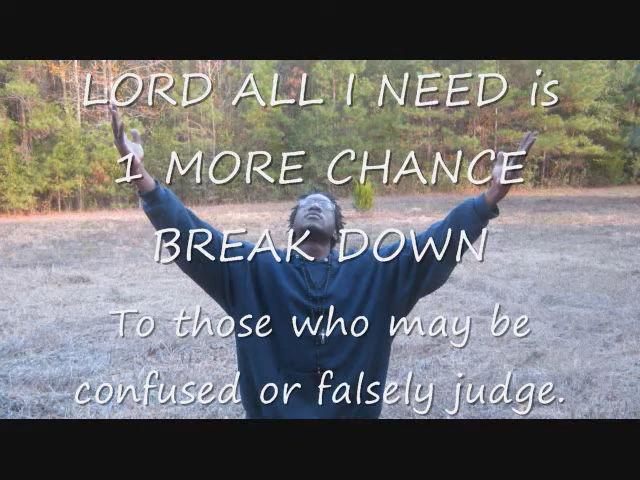 LORD ALL I NEED is
1 MORE CHANCE
BREAK DOWN
To those who may be
confused or falsely judge.